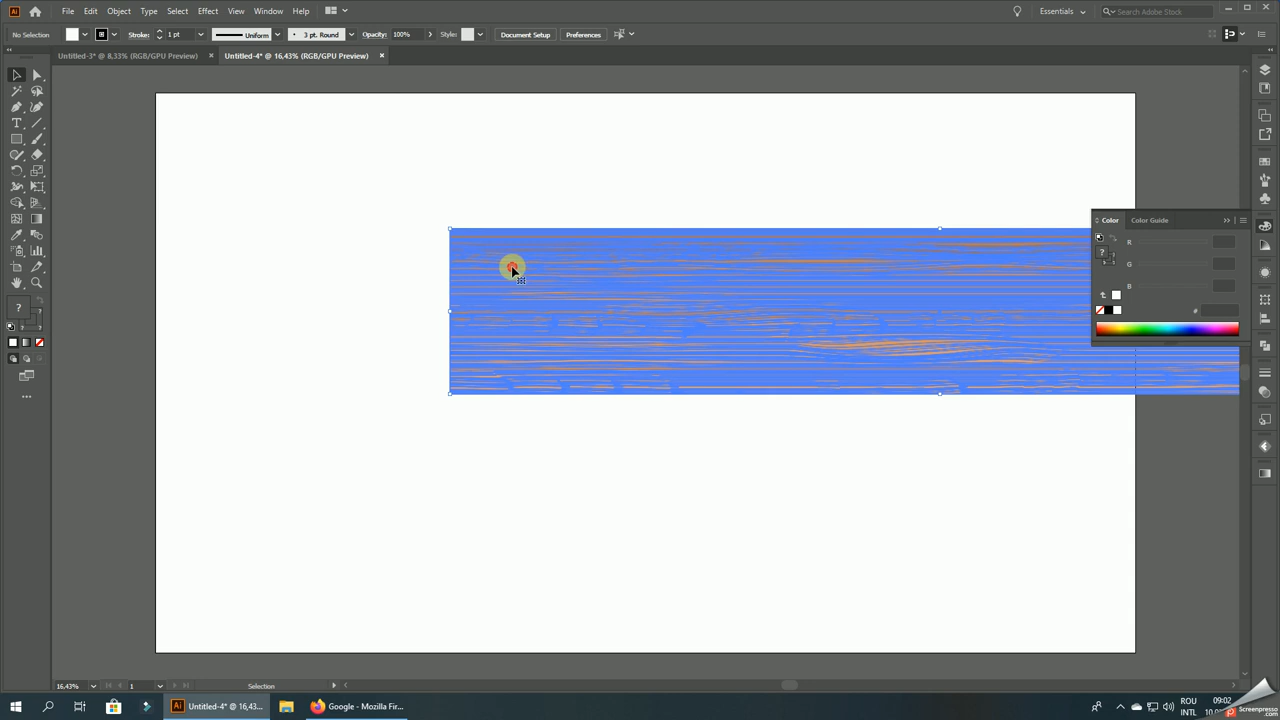 Ai File Edit Object Type Select Effect View Window Help Essentials Search Adobe Stock
No Selection Stroke: 1 pt Uniform 3 pt. Round Opacity: 100% Style: Document Setup Preferences
Untitled-3* @ 8,33% (RGB/GPU Preview) Untitled-4* @ 16,43% (RGB/GPU Preview)
Color Color Guide
R
G
B
#
? ?
16,43% 1 Selection
Ai Untitled-4* @ 16,43... Google - Mozilla Fir... ROU 09:02
INTL
Screenpresso.com